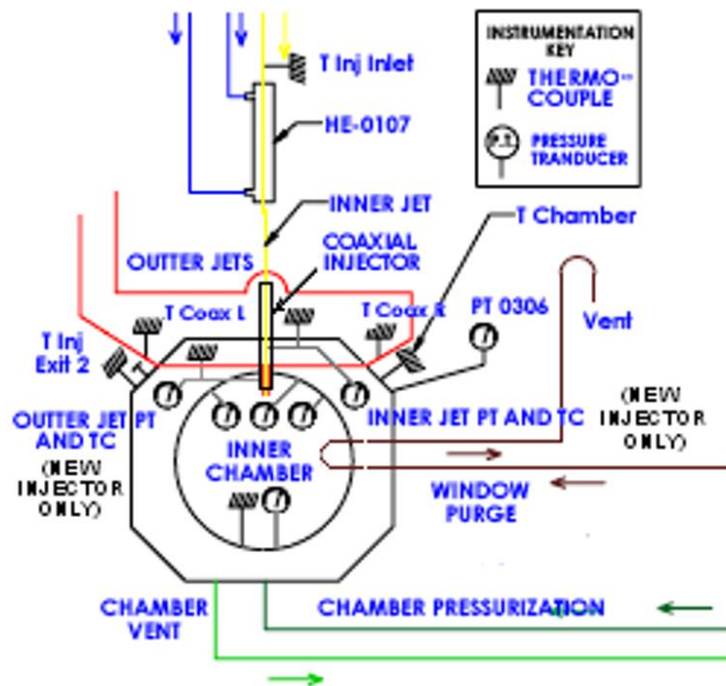 INSTRUMENTATION
KEY
THERMO-
COUPLE
P.T.
PRESSURE
TRANDUCER
T Inj Inlet
HE-0107
INNER JET
T Chamber
COAXIAL
INJECTOR
OUTTER JETS
T Coax L
T Coax R
PT 0306
Vent
T Inj
Exit 2
OUTTER JET PT
AND TC
(NEW
INJECTOR
ONLY)
INNER JET PT AND TC
(NEW
INJECTOR
ONLY)
INNER
CHAMBER
WINDOW
PURGE
CHAMBER
VENT
CHAMBER PRESSURIZATION